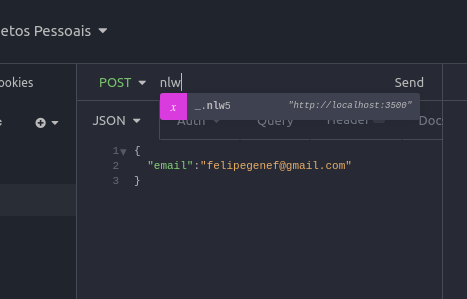 etos Pessoais
ookies
POST nlw Send
x _.nlw5 "http://localhost:3500"
JSON Auth Query Header Doc
1 {
2 "email":"felipegenef@gmail.com"
3 }